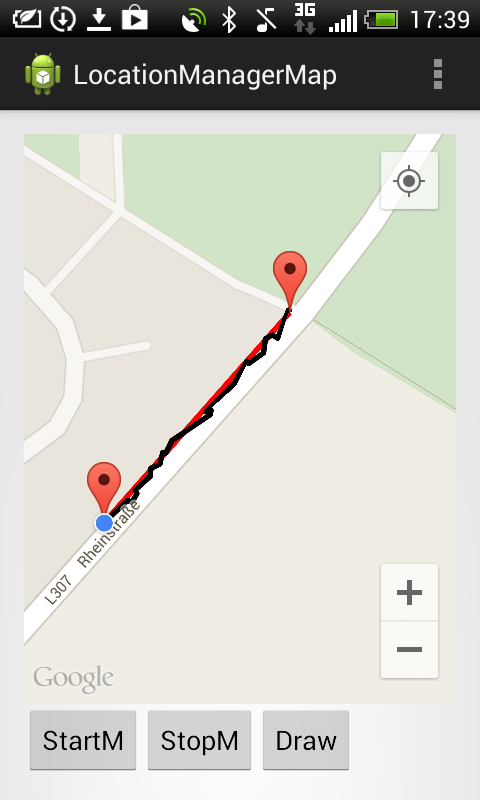 3G
17:39
LocationManagerMap
L307 Rheinstraße
Google
StartM StopM Draw